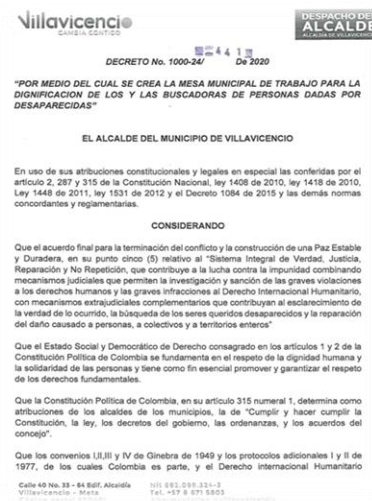 Villavicencio
CAMBIA CONTIGO
DESPACHO DE
ALCALDE
ALCALDÍA DE VILLAVICENCIO
DECRETO No. 1000-24/ 441 De 2020
"POR MEDIO DEL CUAL SE CREA LA MESA MUNICIPAL DE TRABAJO PARA LA
DIGNIFICACION DE LOS Y LAS BUSCADORAS DE PERSONAS DADAS POR
DESAPARECIDAS"
EL ALCALDE DEL MUNICIPIO DE VILLAVICENCIO
En uso de sus atribuciones constitucionales y legales en especial las conferidas por el
artículo 2, 287 y 315 de la Constitución Nacional, ley 1408 de 2010, ley 1418 de 2010,
Ley 1448 de 2011, ley 1531 de 2012 y el Decreto 1084 de 2015 y las demás normas
concordantes y reglamentarias.
CONSIDERANDO
Que el acuerdo final para la terminación del conflicto y la construcción de una Paz Estable
y Duradera, en su punto cinco (5) relativo al "Sistema Integral de Verdad, Justicia,
Reparación y No Repetición, que contribuye a la lucha contra la impunidad combinando
mecanismos judiciales que permiten la investigación y sanción de las graves violaciones
a los derechos humanos y las graves infracciones al Derecho Internacional Humanitario,
con mecanismos extrajudiciales complementarios que contribuyan al esclarecimiento de
la verdad de lo ocurrido, la búsqueda de los seres queridos desaparecidos y la reparación
del daño causado a personas, a colectivos y a territorios enteros"
Que el Estado Social y Democrático de Derecho consagrado en los artículos 1 y 2 de la
Constitución Política de Colombia se fundamenta en el respeto de la dignidad humana y
la solidaridad de las personas y tiene como fin esencial promover y garantizar el respeto
de los derechos fundamentales.
Que la Constitución Política de Colombia, en su artículo 315 numeral 1, determina como
atribuciones de los alcaldes de los municipios, la de "Cumplir y hacer cumplir la
Constitución, la ley, los decretos del gobierno, las ordenanzas, y los acuerdos del
concejo".
Que los convenios I,II,III y IV de Ginebra de 1949 y los protocolos adicionales I y II de
1977, de los cuales Colombia es parte, y el Derecho internacional Humanitario
Calle 40 No. 33 - 64 Edif. Alcaldía
Villavicencio - Meta
Nit 892.099.324-3
Tel. +57 8 671 5805